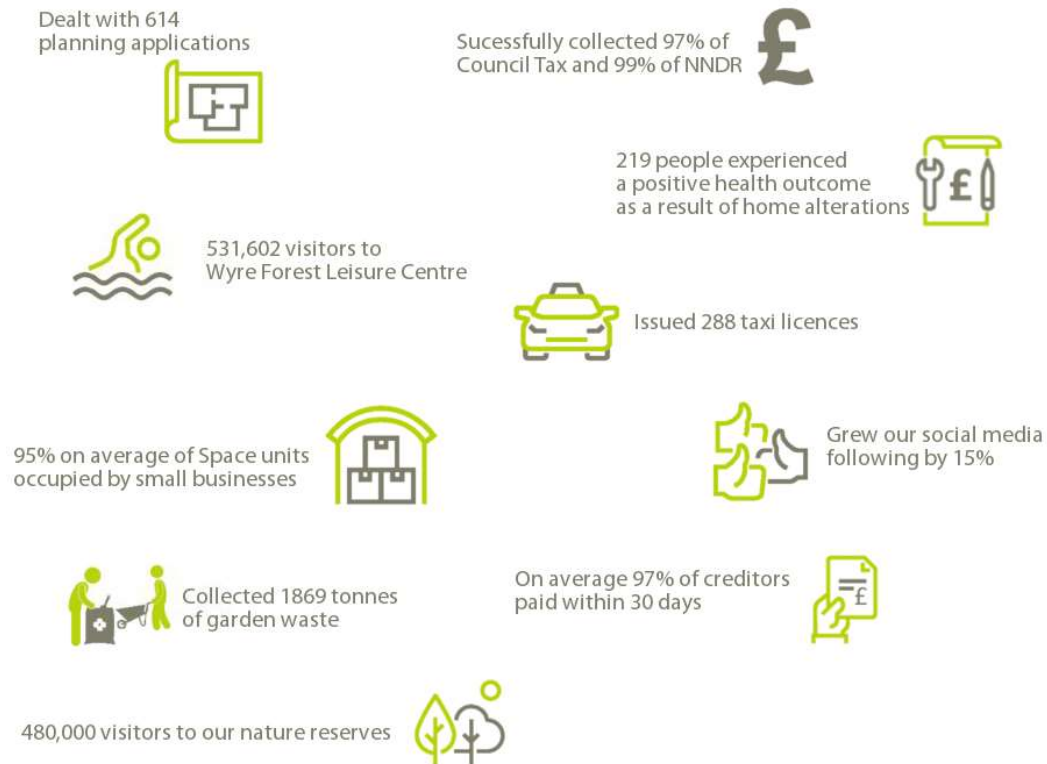 Dealt with 614
planning applications
Sucessfully collected 97% of
Council Tax and 99% of NNDR
£
219 people experienced
a positive health outcome
as a result of home alterations
£
531,602 visitors to
Wyre Forest Leisure Centre
Issued 288 taxi licences
95% on average of Space units
occupied by small businesses
Grew our social media
following by 15%
Collected 1869 tonnes
of garden waste
On average 97% of creditors
paid within 30 days
£
480,000 visitors to our nature reserves